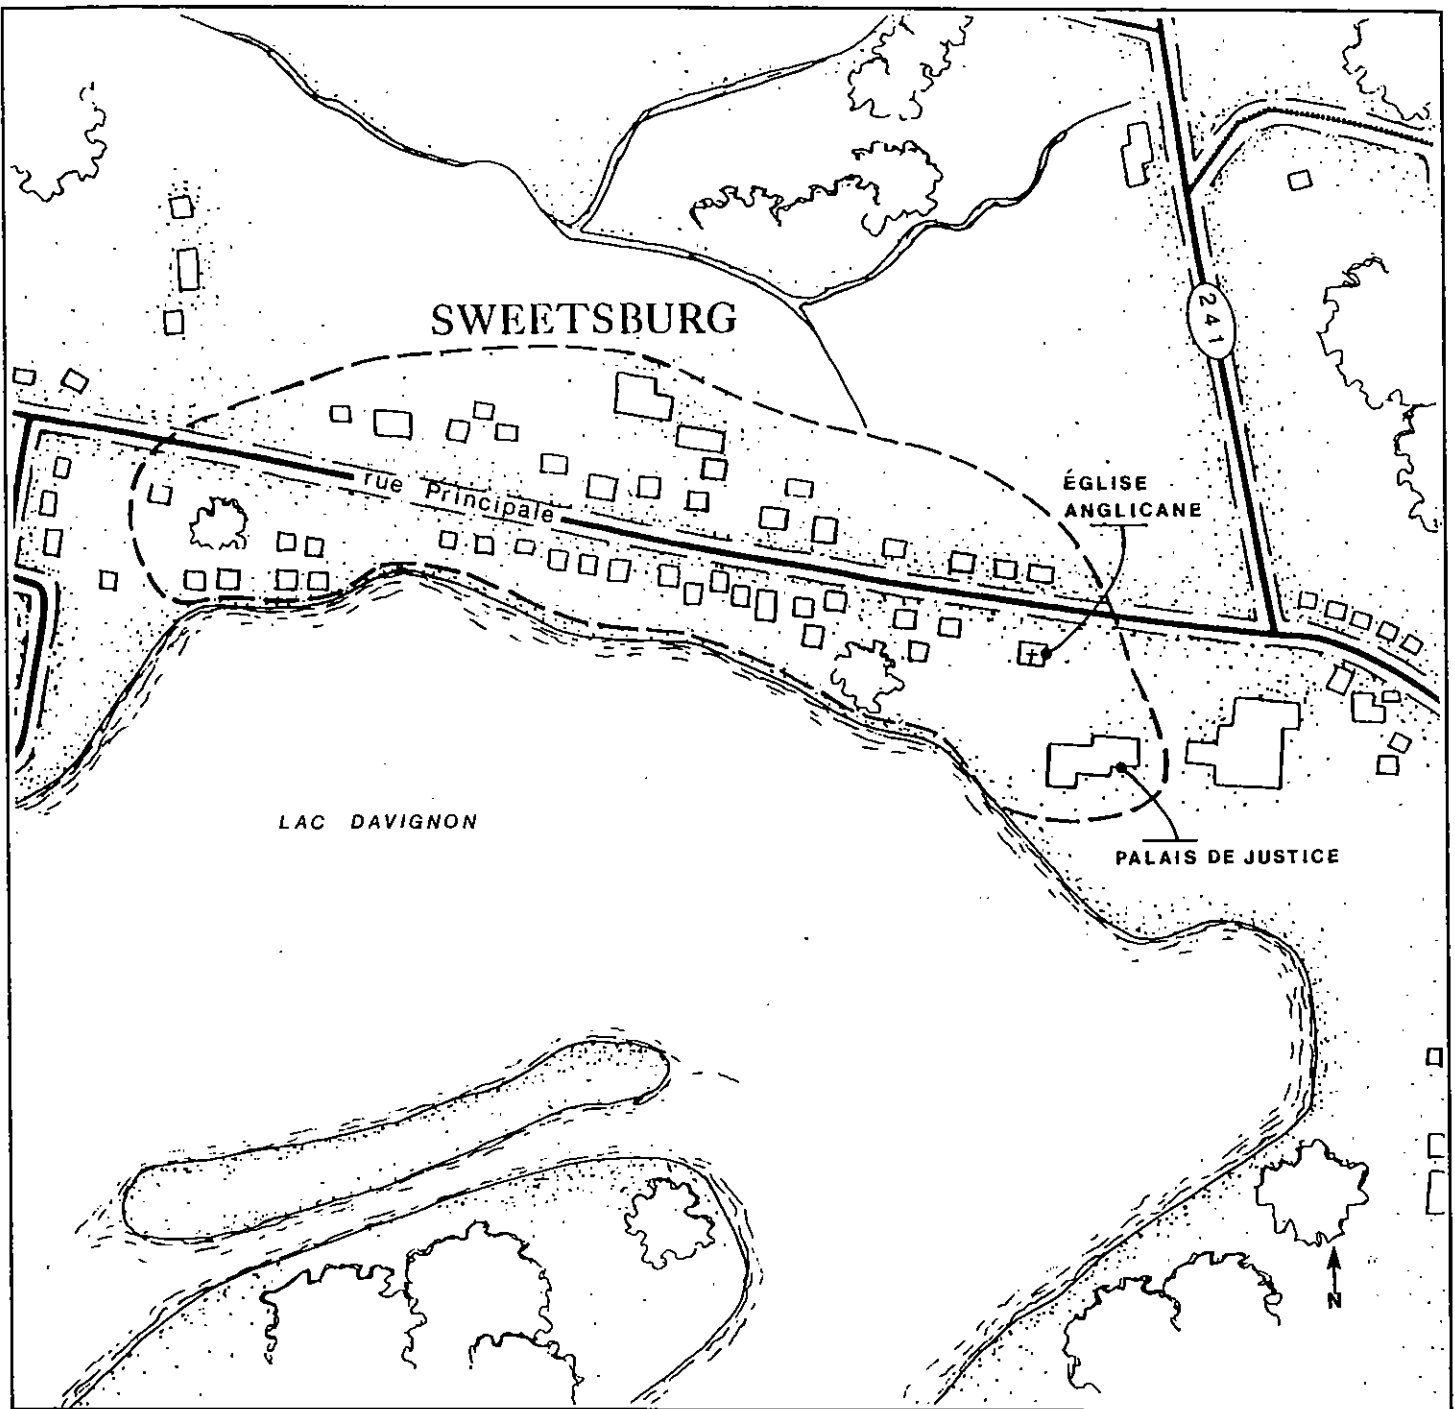 SWEETSBURG
241
rue Principale
ÉGLISE
ANGLICANE
LAC DAVIGNON
PALAIS DE JUSTICE
N